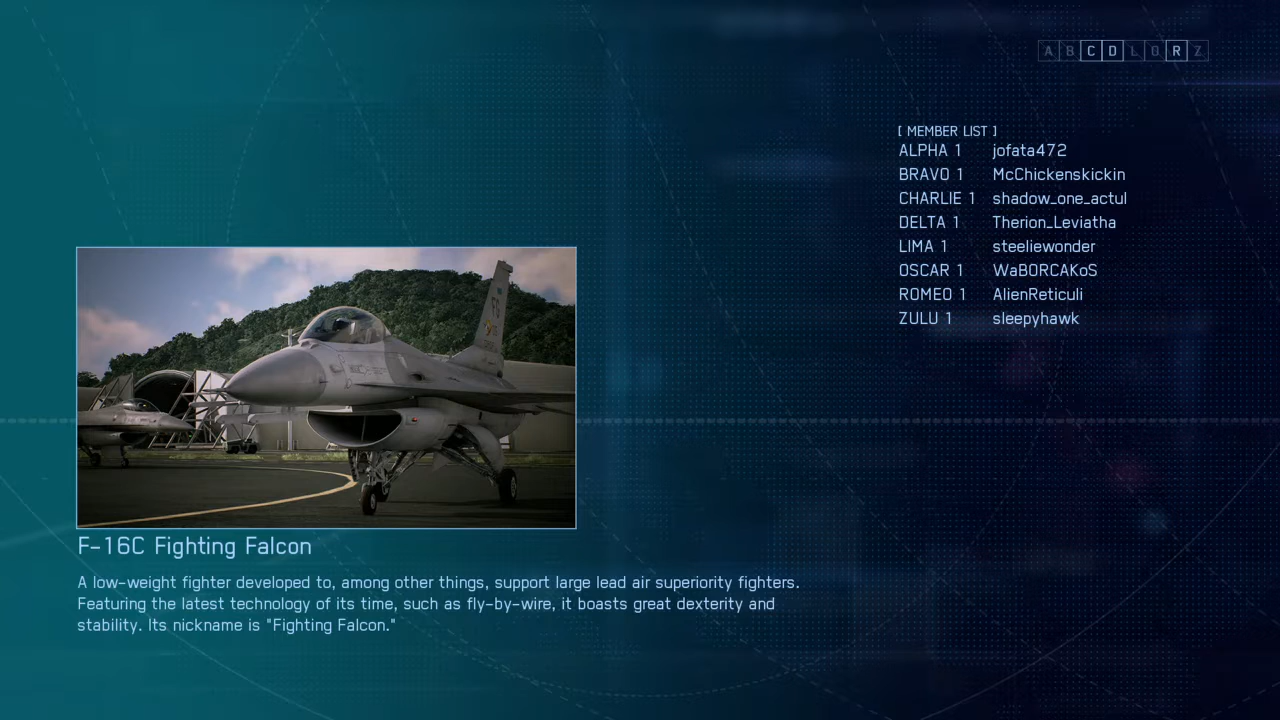 A B C D L O R Z
[ MEMBER LIST ]
ALPHA 1 jofata472
BRAVO 1 McChickenskickin
CHARLIE 1 shadow_one_actul
DELTA 1 Therion_Leviatha
LIMA 1 steeliewonder
OSCAR 1 WaBORCAKoS
ROMEO 1 AlienReticuli
ZULU 1 sleepyhawk
F-16C Fighting Falcon
A low-weight fighter developed to, among other things, support large lead air superiority fighters.
Featuring the latest technology of its time, such as fly-by-wire, it boasts great dexterity and
stability. Its nickname is "Fighting Falcon."